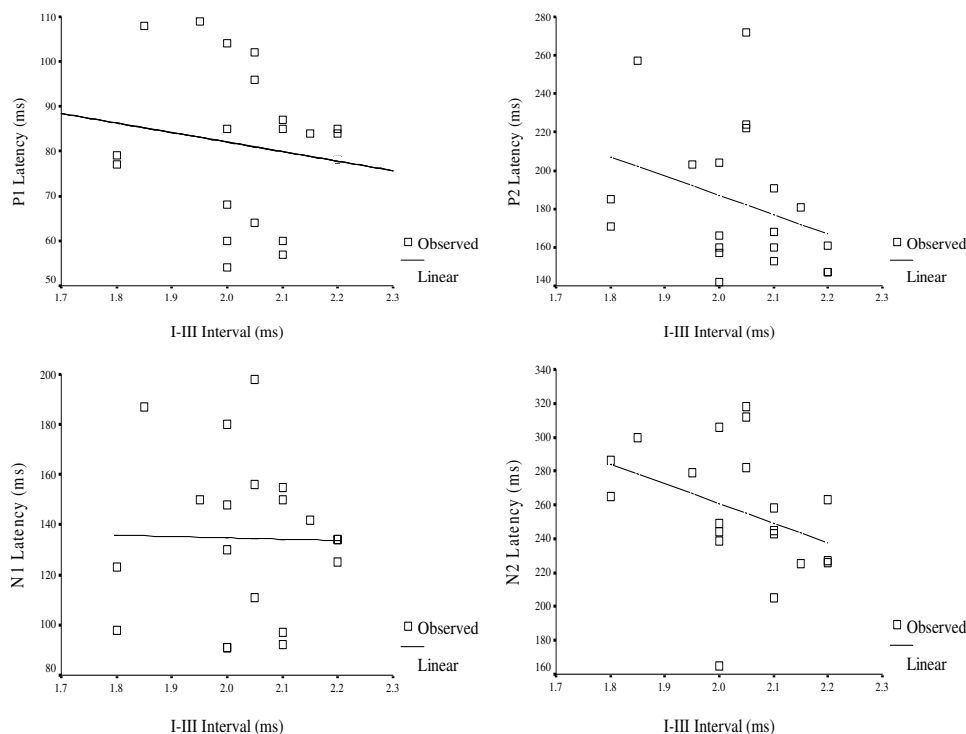 110
100
90
80
70
60
50
P1 Latency (ms)
1.7 1.8 1.9 2.0 2.1 2.2 2.3
I-III Interval (ms)
Observed
Linear
280
260
240
220
200
180
160
140
P2 Latency (ms)
1.7 1.8 1.9 2.0 2.1 2.2 2.3
I-III Interval (ms)
Observed
Linear
200
180
160
140
120
100
80
N1 Latency (ms)
1.7 1.8 1.9 2.0 2.1 2.2 2.3
I-III Interval (ms)
Observed
Linear
340
320
300
280
260
240
220
200
180
160
N2 Latency (ms)
1.7 1.8 1.9 2.0 2.1 2.2 2.3
I-III Interval (ms)
Observed
Linear